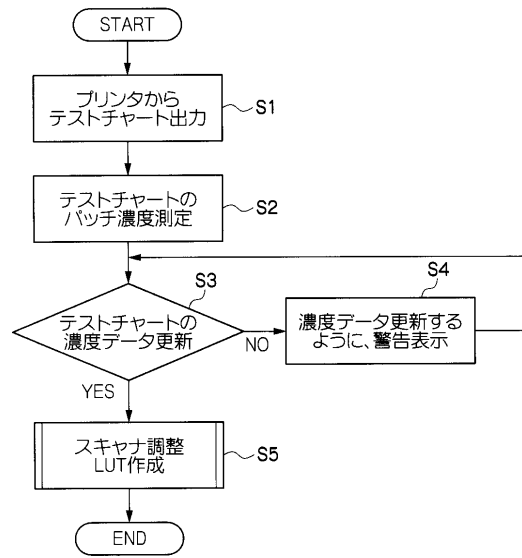 START
プリンタから
テストチャート出力
S1
テストチャートの
パッチ濃度測定
S2
S3
テストチャートの
濃度データ更新
NO
YES
S4
濃度データ更新する
ように、警告表示
スキャナ調整
LUT作成
S5
END